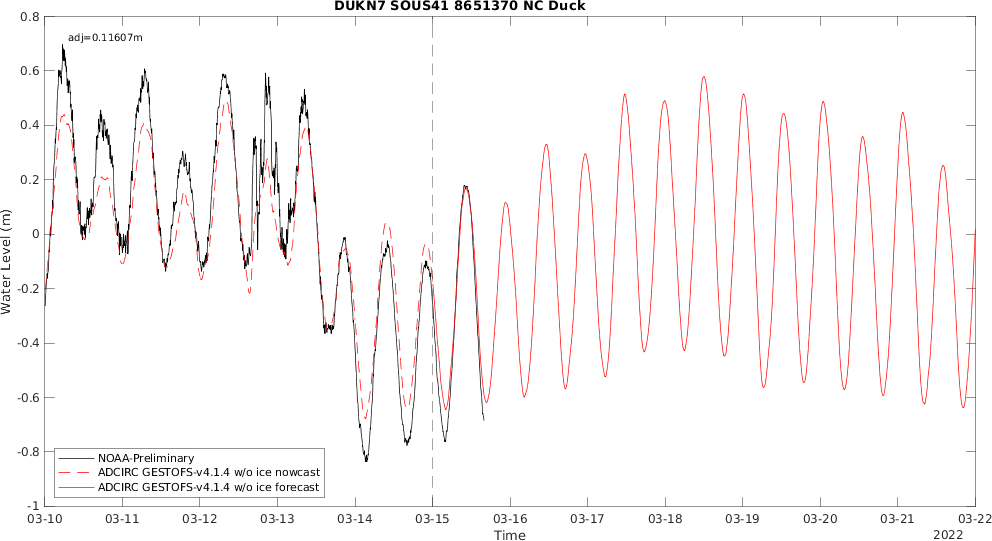 DUKN7 SOUS41 8651370 NC Duck
adj=0.11607m
0.8
0.6
0.4
0.2
0
-0.2
-0.4
-0.6
-0.8
-1
Water Level (m)
NOAA-Preliminary
ADCIRC GESTOFS-v4.1.4 w/o ice nowcast
ADCIRC GESTOFS-v4.1.4 w/o ice forecast
03-10 03-11 03-12 03-13 03-14 03-15 03-16 03-17 03-18 03-19 03-20 03-21 03-22
Time
2022